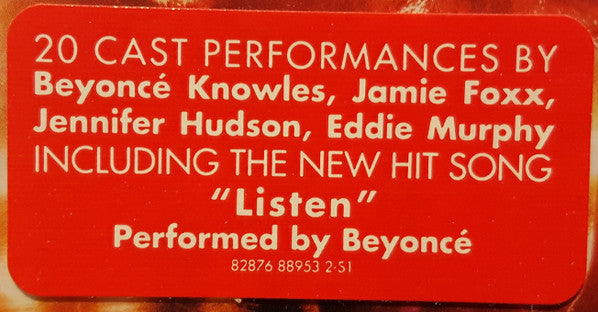 20 CAST PERFORMANCES BY
Beyoncé Knowles, Jamie Foxx,
Jennifer Hudson, Eddie Murphy
INCLUDING THE NEW HIT SONG
“Listen”
Performed by Beyoncé
82876 88953 2-S1